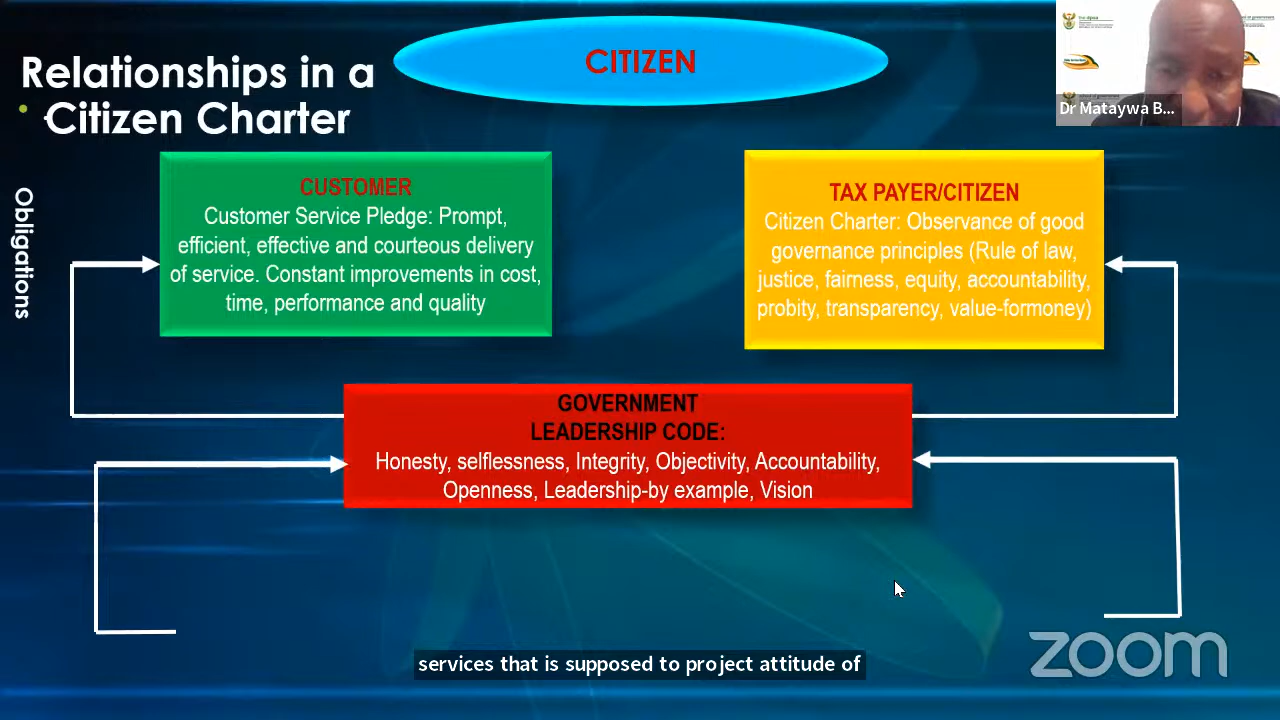 Relationships in a
Citizen Charter
CITIZEN
Dr Mataywa B...
Obligations
CUSTOMER
Customer Service Pledge: Prompt,
efficient, effective and courteous delivery
of service. Constant improvements in cost,
time, performance and quality
TAX PAYER/CITIZEN
Citizen Charter: Observance of good
governance principles (Rule of law,
justice, fairness, equity, accountability,
probity, transparency, value-formoney)
GOVERNMENT
LEADERSHIP CODE:
Honesty, selflessness, Integrity, Objectivity, Accountability,
Openness, Leadership-by example, Vision
services that is supposed to project attitude of
zoom